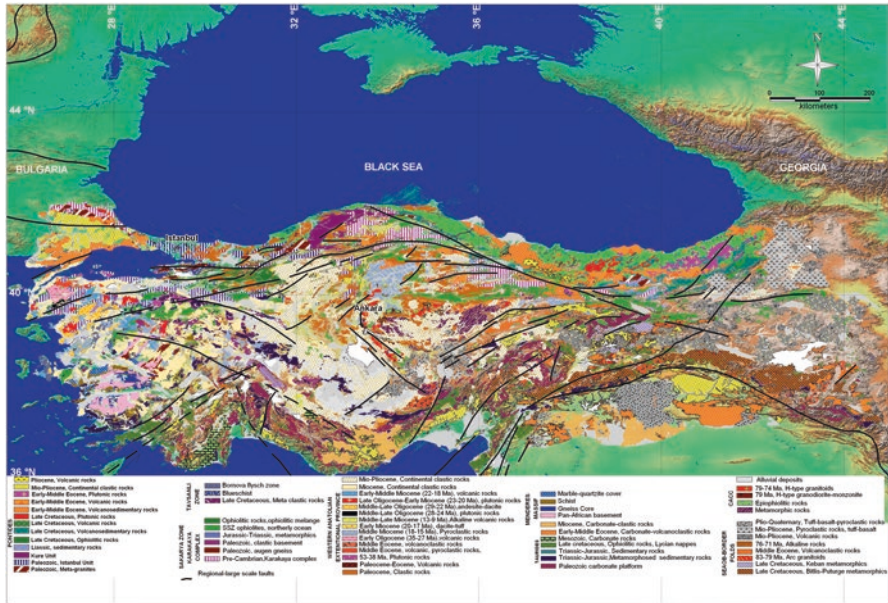 28 °E
32 °E
36 °E
40 °E
44 °E
N
0 100 200
kilometers
44 °N
BULGARIA
BLACK SEA
GEORGIA
Istanbul
40 °N
Ankara
36 °N
PONTIDES
Pliocene, Volcanic rocks
Mio-Pliocene, Continental clastic rocks
Early-Middle Eocene, Plutonic rocks
Early-Middle Eocene, Volcanic rocks
Early-Middle Eocene, Volcanosedimentary rocks
Late Cretaceous, Plutonic rocks
Late Cretaceous, Volcanic rocks
Late Cretaceous, Volcanosedimentary rocks
Late Cretaceous, Ophiolitic rocks
Liassic, sedimentary rocks
Kure Unit
Paleozoic, Istanbul Unit
Paleozoic, Meta-granites
TAVSANLI
ZONE
Bornova flysch zone
Blueschist
Late Cretaceous, Meta clastic rocks
SAKARYA ZONE
KARAKAYA
COMPLEX
Ophiolitic rocks,ophiolitic melange
SSZ ophiolites, northerly ocean
Jurassic-Triassic, metamorphics
Paleozoic, clastic basement
Paleozoic, augen gneiss
Pre-Cambrian,Karakaya complex
Regional-large scale faults
WESTERN ANATOLIAN
EXTENSIONAL PROVINCE
Mio-Pliocene, Continental clastic rocks
Miocene, Continental clastic rocks
Early-Middle Miocene (22-18 Ma), volcanic rocks
Late Oligocene-Early Miocene (23-20 Ma), plutonic rocks
Middle-Late Oligocene (29-22 Ma),andesite-dacite
Middle-Late Oligocene (28-24 Ma), plutonic rocks
Middle-Late Miocene (13-9 Ma),Alkaline volcanic rocks
Early Miocene (20-17 Ma), dacite-tuff
Middle Miocene (18-15 Ma), Pyroclastic rocks
Early Miocene (35-27 Ma),volcanic rocks
Middle Eocene, volcanoclastic rocks
Middle Eocene, volcanic, pyroclastic rocks
53-38 Ma, Plutonic rocks
Paleocene-Eocene, Volcanic rocks
Paleocene, Clastic rocks
MENDERES
MASSIF
Marble-quartzite cover
Schist
Gneiss Core
Pan-African basement
TAURIDES
Miocene, Carbonate-clastic rocks
Early-Middle Eocene, Carbonate-volcanoclastic rocks
Mesozoic, Carbonate rocks
Late cretaceous, Ophiolitic rocks, Lycian nappes
Triassic-Jurassic, Sedimentary rocks
Triassic-Jurassic,Metamorphosed sedimentary rocks
Paleozoic carbonate platform
CACC
Alluvial deposits
79-74 Ma, H-type granitoids
79 Ma, H-type granodiorite-monzonite
Epiophiolitic rocks
Metamorphic rocks
SE&CB-BORDER
FOLDS
Plio-Quaternary, Tuff-basalt-pyroclastic rocks
Mio-Pliocene, Pyroclastic rocks, tuff-basalt
Mio-Pliocene, Volcanic rocks
76-71 Ma, Alkaline rocks
Middle Eocene, Volcanoclastic rocks
83-79 Ma, Arc granitoids
Late Cretaceous, Keban metamorphics
Late Cretaceous, Bitlis-Puturge metamorphics